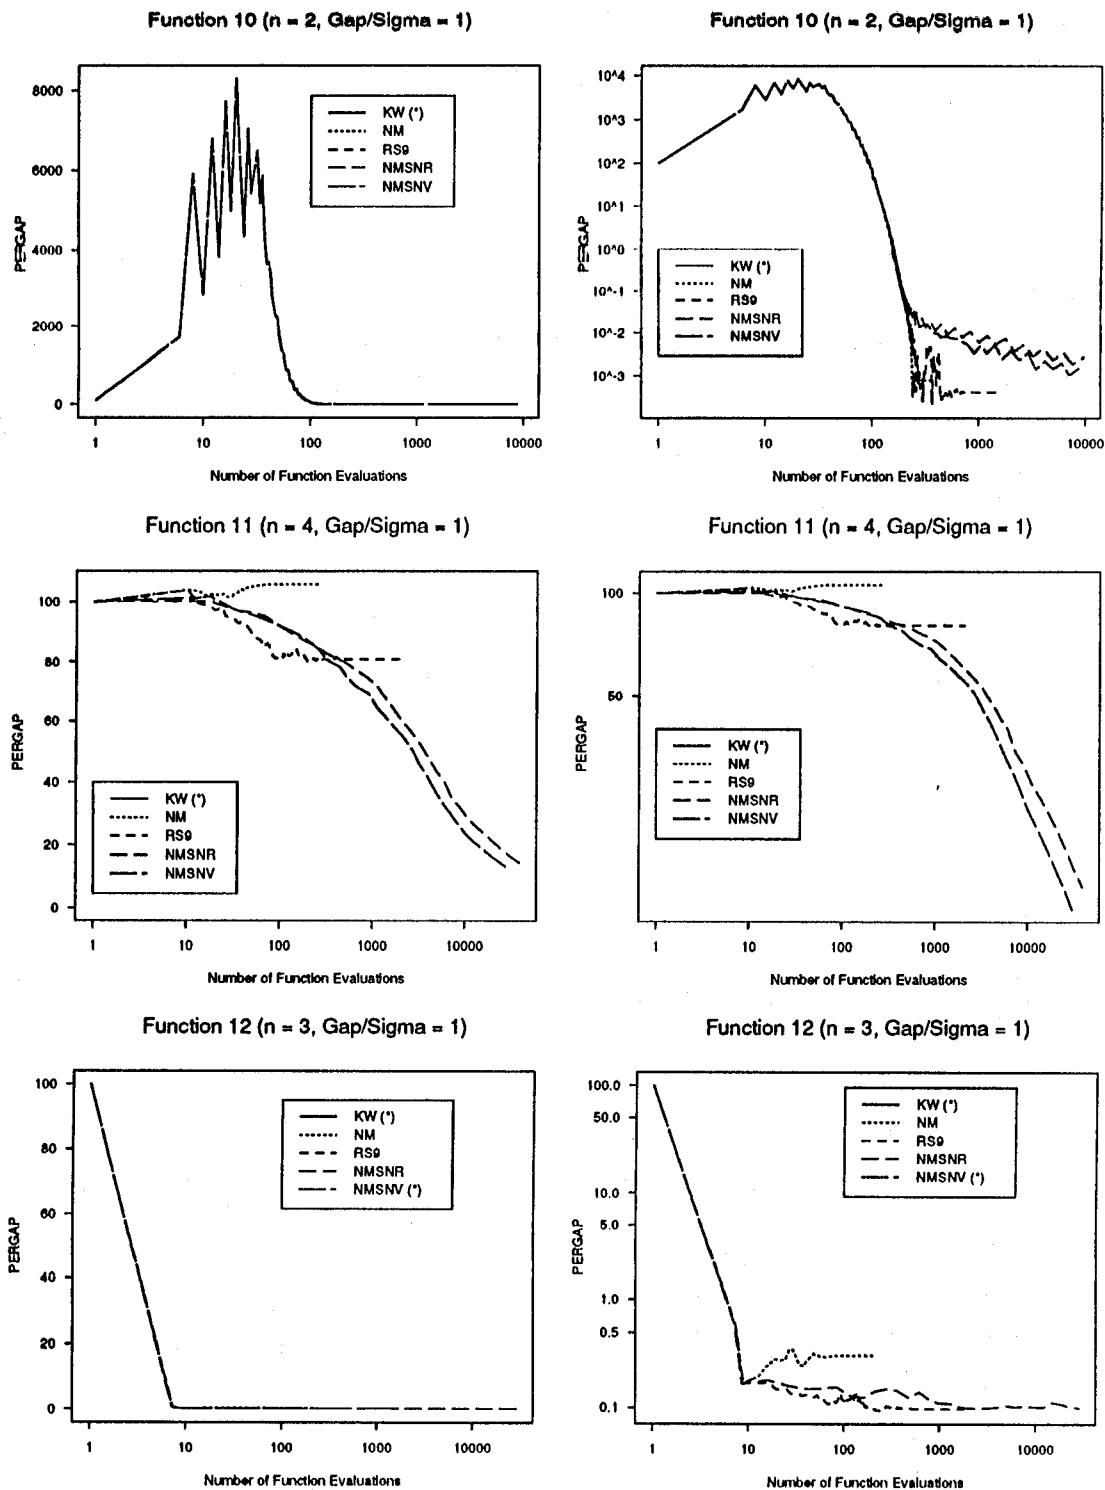 Function 10 (n = 2, Gap/Sigma = 1)
PERGAP
8000
6000
4000
2000
0
KW (*)
NM
RS9
NMSNR
NMSNV
1
10
100
1000
10000
Number of Function Evaluations
Function 10 (n = 2, Gap/Sigma = 1)
PERGAP
10^4
10^3
10^2
10^1
10^0
10^-1
10^-2
10^-3
KW (*)
NM
RS9
NMSNR
NMSNV
1
10
100
1000
10000
Number of Function Evaluations
Function 11 (n = 4, Gap/Sigma = 1)
PERGAP
100
80
60
40
20
0
KW (*)
NM
RS9
NMSNR
NMSNV
1
10
100
1000
10000
Number of Function Evaluations
Function 11 (n = 4, Gap/Sigma = 1)
PERGAP
100
50
KW (*)
NM
RS9
NMSNR
NMSNV
1
10
100
1000
10000
Number of Function Evaluations
Function 12 (n = 3, Gap/Sigma = 1)
PERGAP
100
80
60
40
20
0
KW (*)
NM
RS9
NMSNR
NMSNV (*)
1
10
100
1000
10000
Number of Function Evaluations
Function 12 (n = 3, Gap/Sigma = 1)
PERGAP
100.0
50.0
10.0
5.0
1.0
0.5
0.1
KW (*)
NM
RS9
NMSNR
NMSNV (*)
1
10
100
1000
10000
Number of Function Evaluations